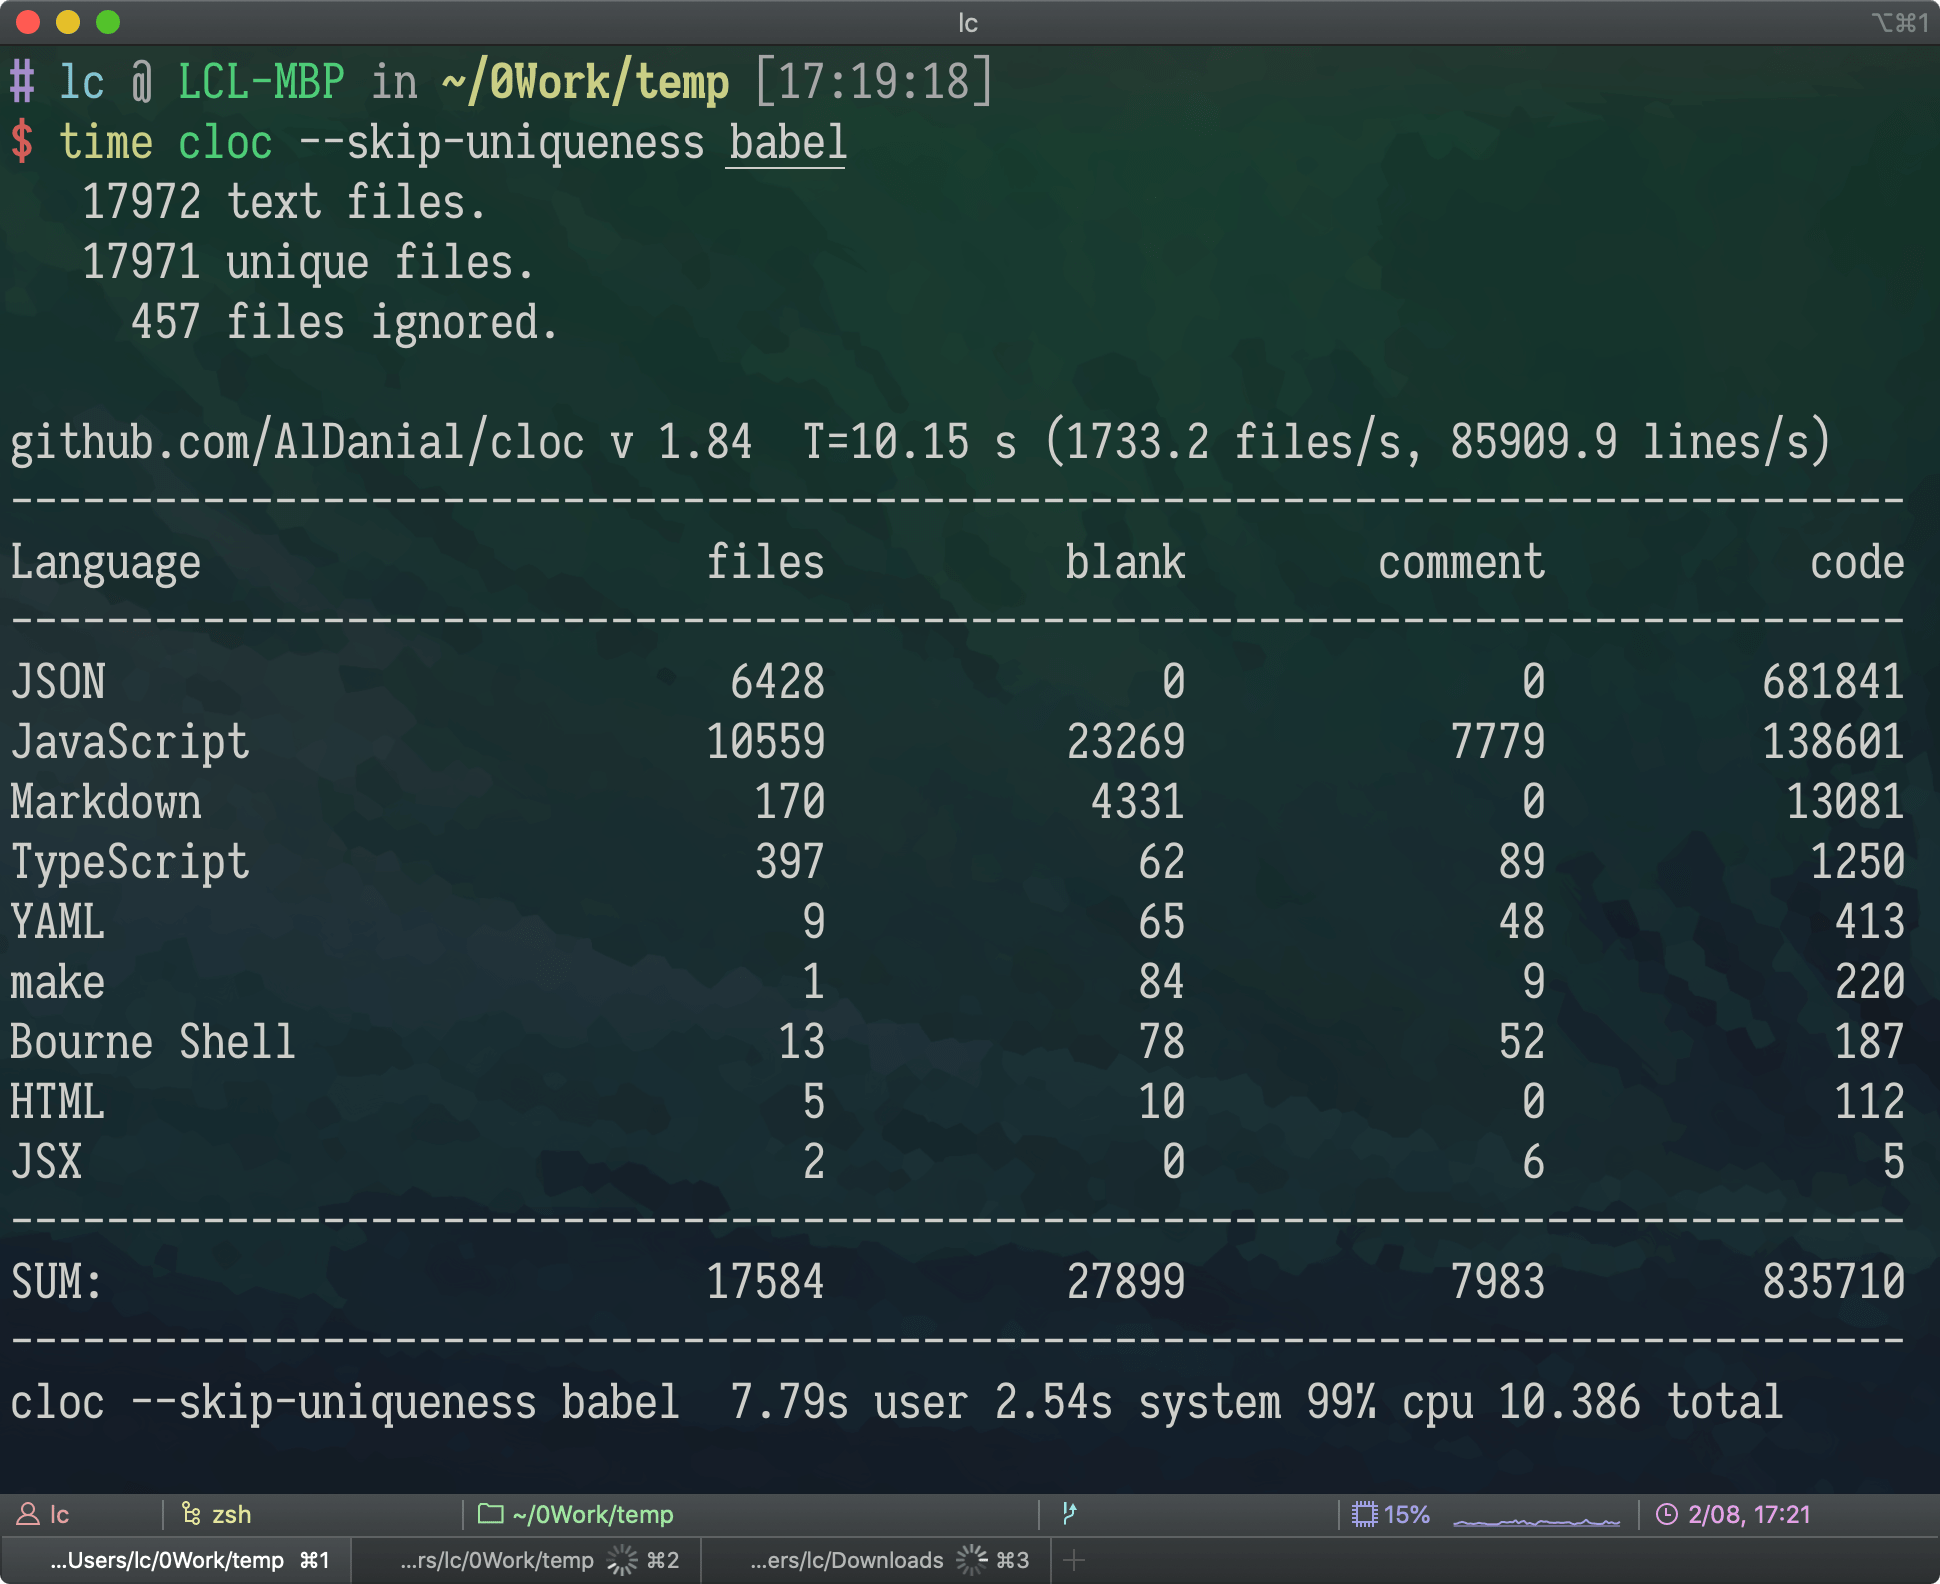 lc ⌥⌘1
# lc @ LCL-MBP in ~/0Work/temp [17:19:18]
$ time cloc --skip-uniqueness babel
   17972 text files.
   17971 unique files.
     457 files ignored.

github.com/AlDanial/cloc v 1.84  T=10.15 s (1733.2 files/s, 85909.9 lines/s)
-------------------------------------------------------------------------------
Language                     files          blank        comment           code
-------------------------------------------------------------------------------
JSON                          6428              0              0         681841
JavaScript                   10559          23269           7779         138601
Markdown                       170           4331              0          13081
TypeScript                     397             62             89           1250
YAML                             9             65             48            413
make                             1             84              9            220
Bourne Shell                    13             78             52            187
HTML                             5             10              0            112
JSX                              2              0              6              5
-------------------------------------------------------------------------------
SUM:                         17584          27899           7983         835710
-------------------------------------------------------------------------------
cloc --skip-uniqueness babel  7.79s user 2.54s system 99% cpu 10.386 total
lc zsh ~/0Work/temp 15% 2/08, 17:21
...Users/lc/0Work/temp ⌘1 ...rs/lc/0Work/temp ⌘2 ...ers/lc/Downloads ⌘3 +